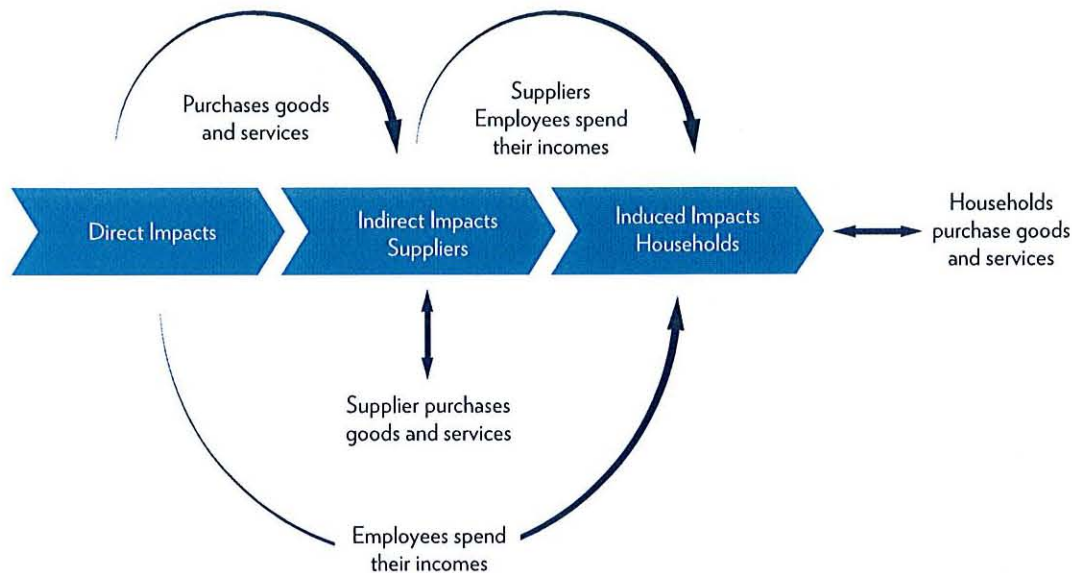 Purchases goods
and services
Suppliers
Employees spend
their incomes
Direct Impacts
Indirect Impacts
Suppliers
Induced Impacts
Households
Households
purchase goods
and services
Supplier purchases
goods and services
Employees spend
their incomes